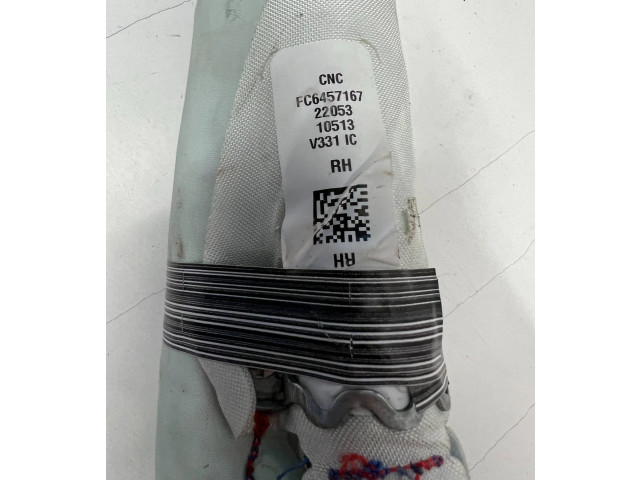 CNC
FC6457167
22053
10513
V331 IC
RH
RH